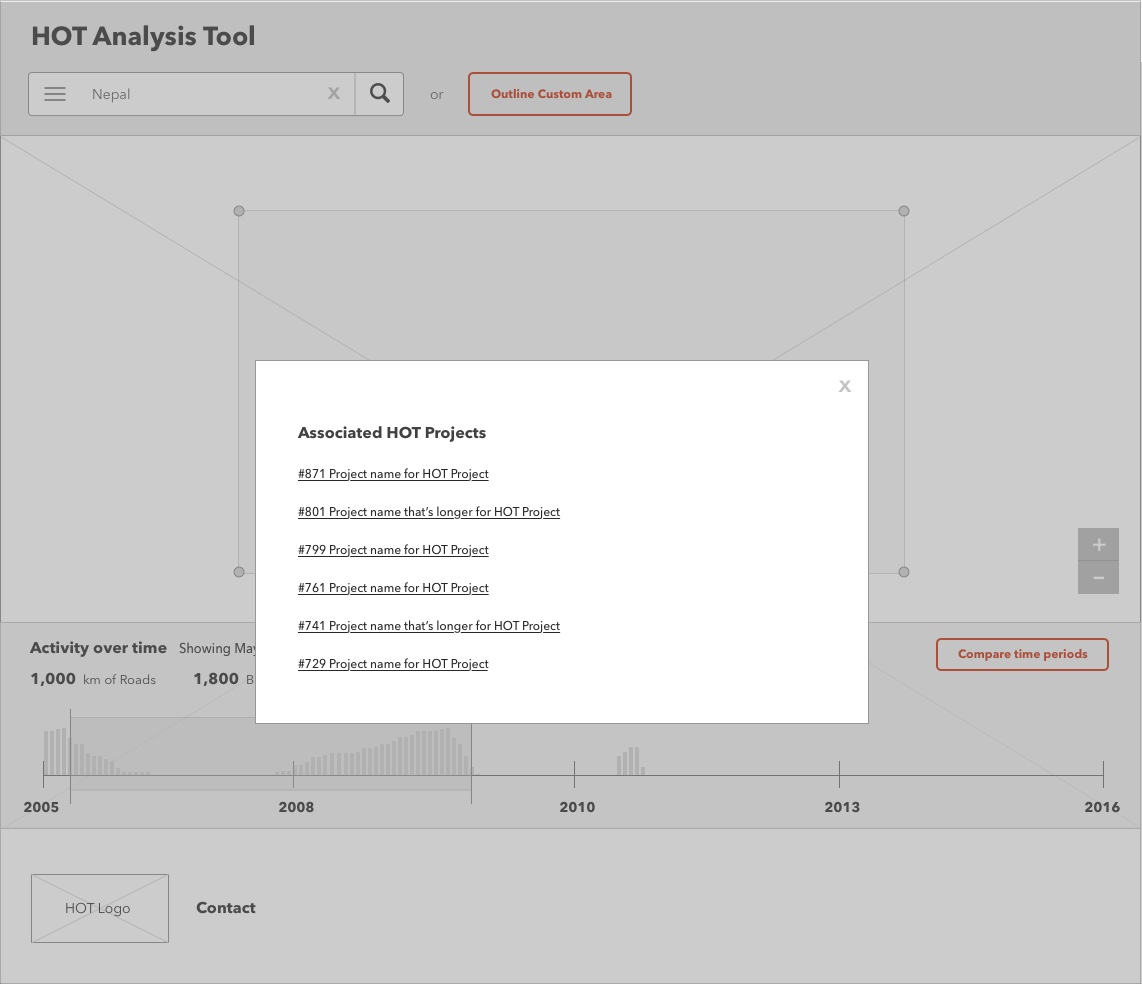 HOT Analysis Tool
Nepal X or Outline Custom Area
X
Associated HOT Projects
#871 Project name for HOT Project
#801 Project name that's longer for HOT Project
#799 Project name for HOT Project
#761 Project name for HOT Project
#741 Project name that's longer for HOT Project
#729 Project name for HOT Project
+
−
Activity over time Showing May Compare time periods
1,000 km of Roads 1,800 B
2005 2008 2010 2013 2016
HOT Logo Contact